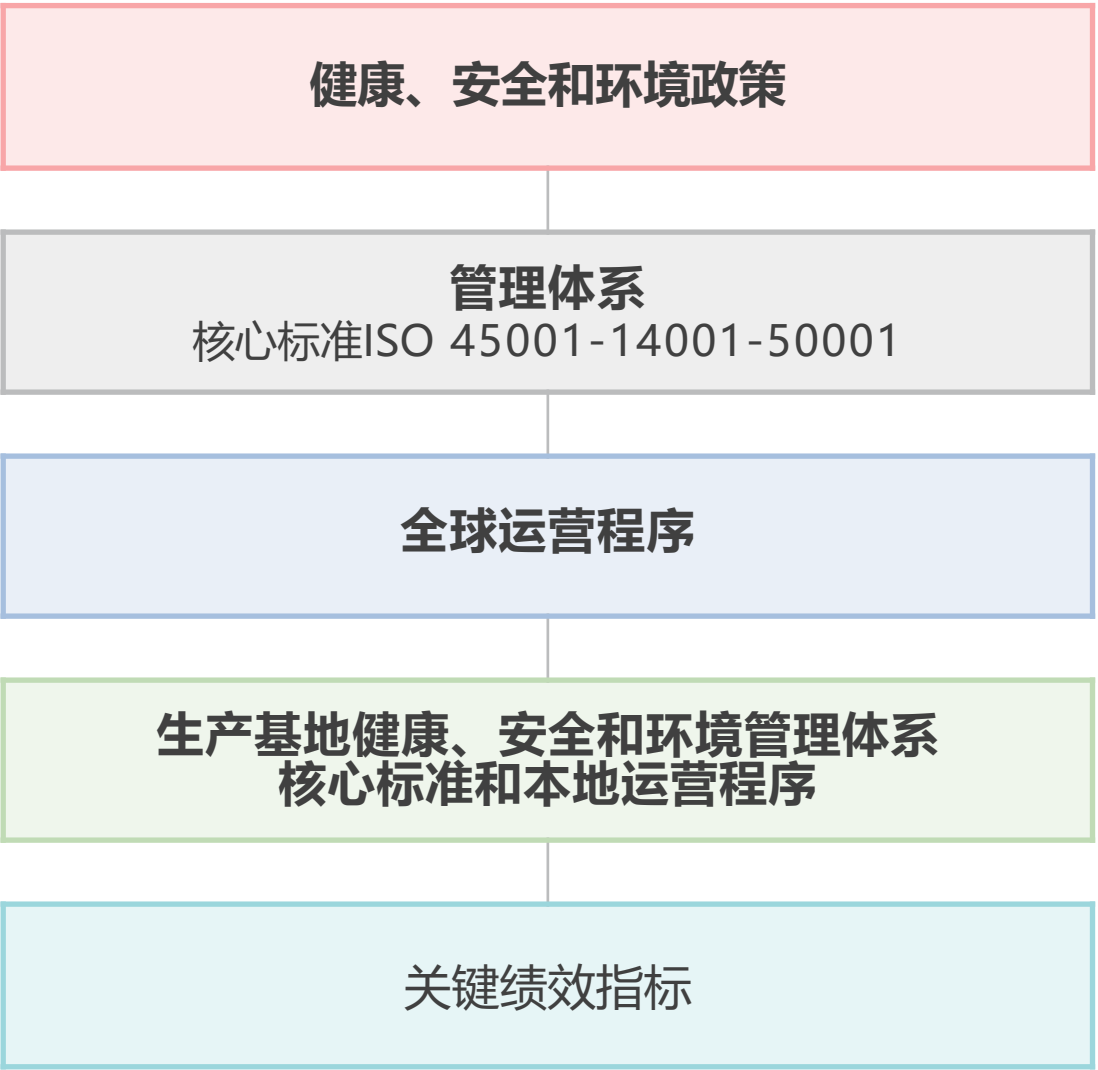 健康、安全和环境政策
管理体系
核心标准ISO 45001-14001-50001
全球运营程序
生产基地健康、安全和环境管理体系
核心标准和本地运营程序
关键绩效指标